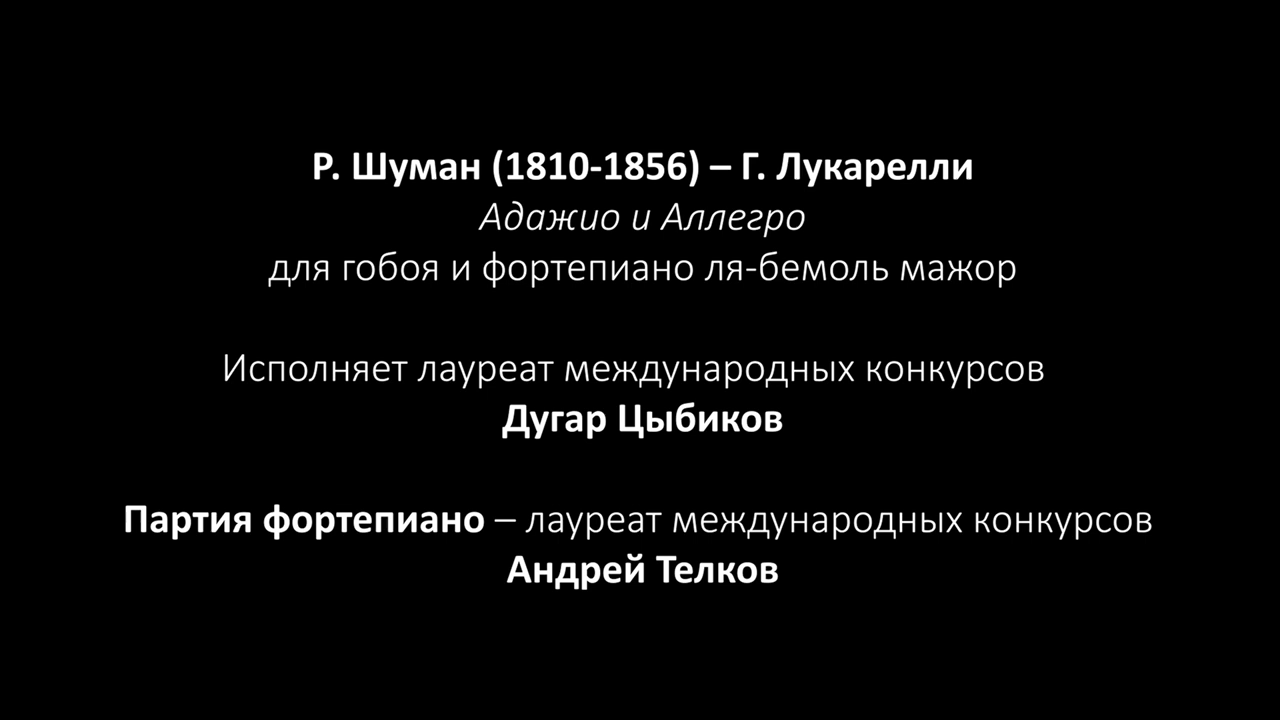 Р. Шуман (1810-1856) – Г. Лукарелли
Адажио и Аллегро
для гобоя и фортепиано ля-бемоль мажор
Исполняет лауреат международных конкурсов
Дугар Цыбиков
Партия фортепиано – лауреат международных конкурсов
Андрей Телков